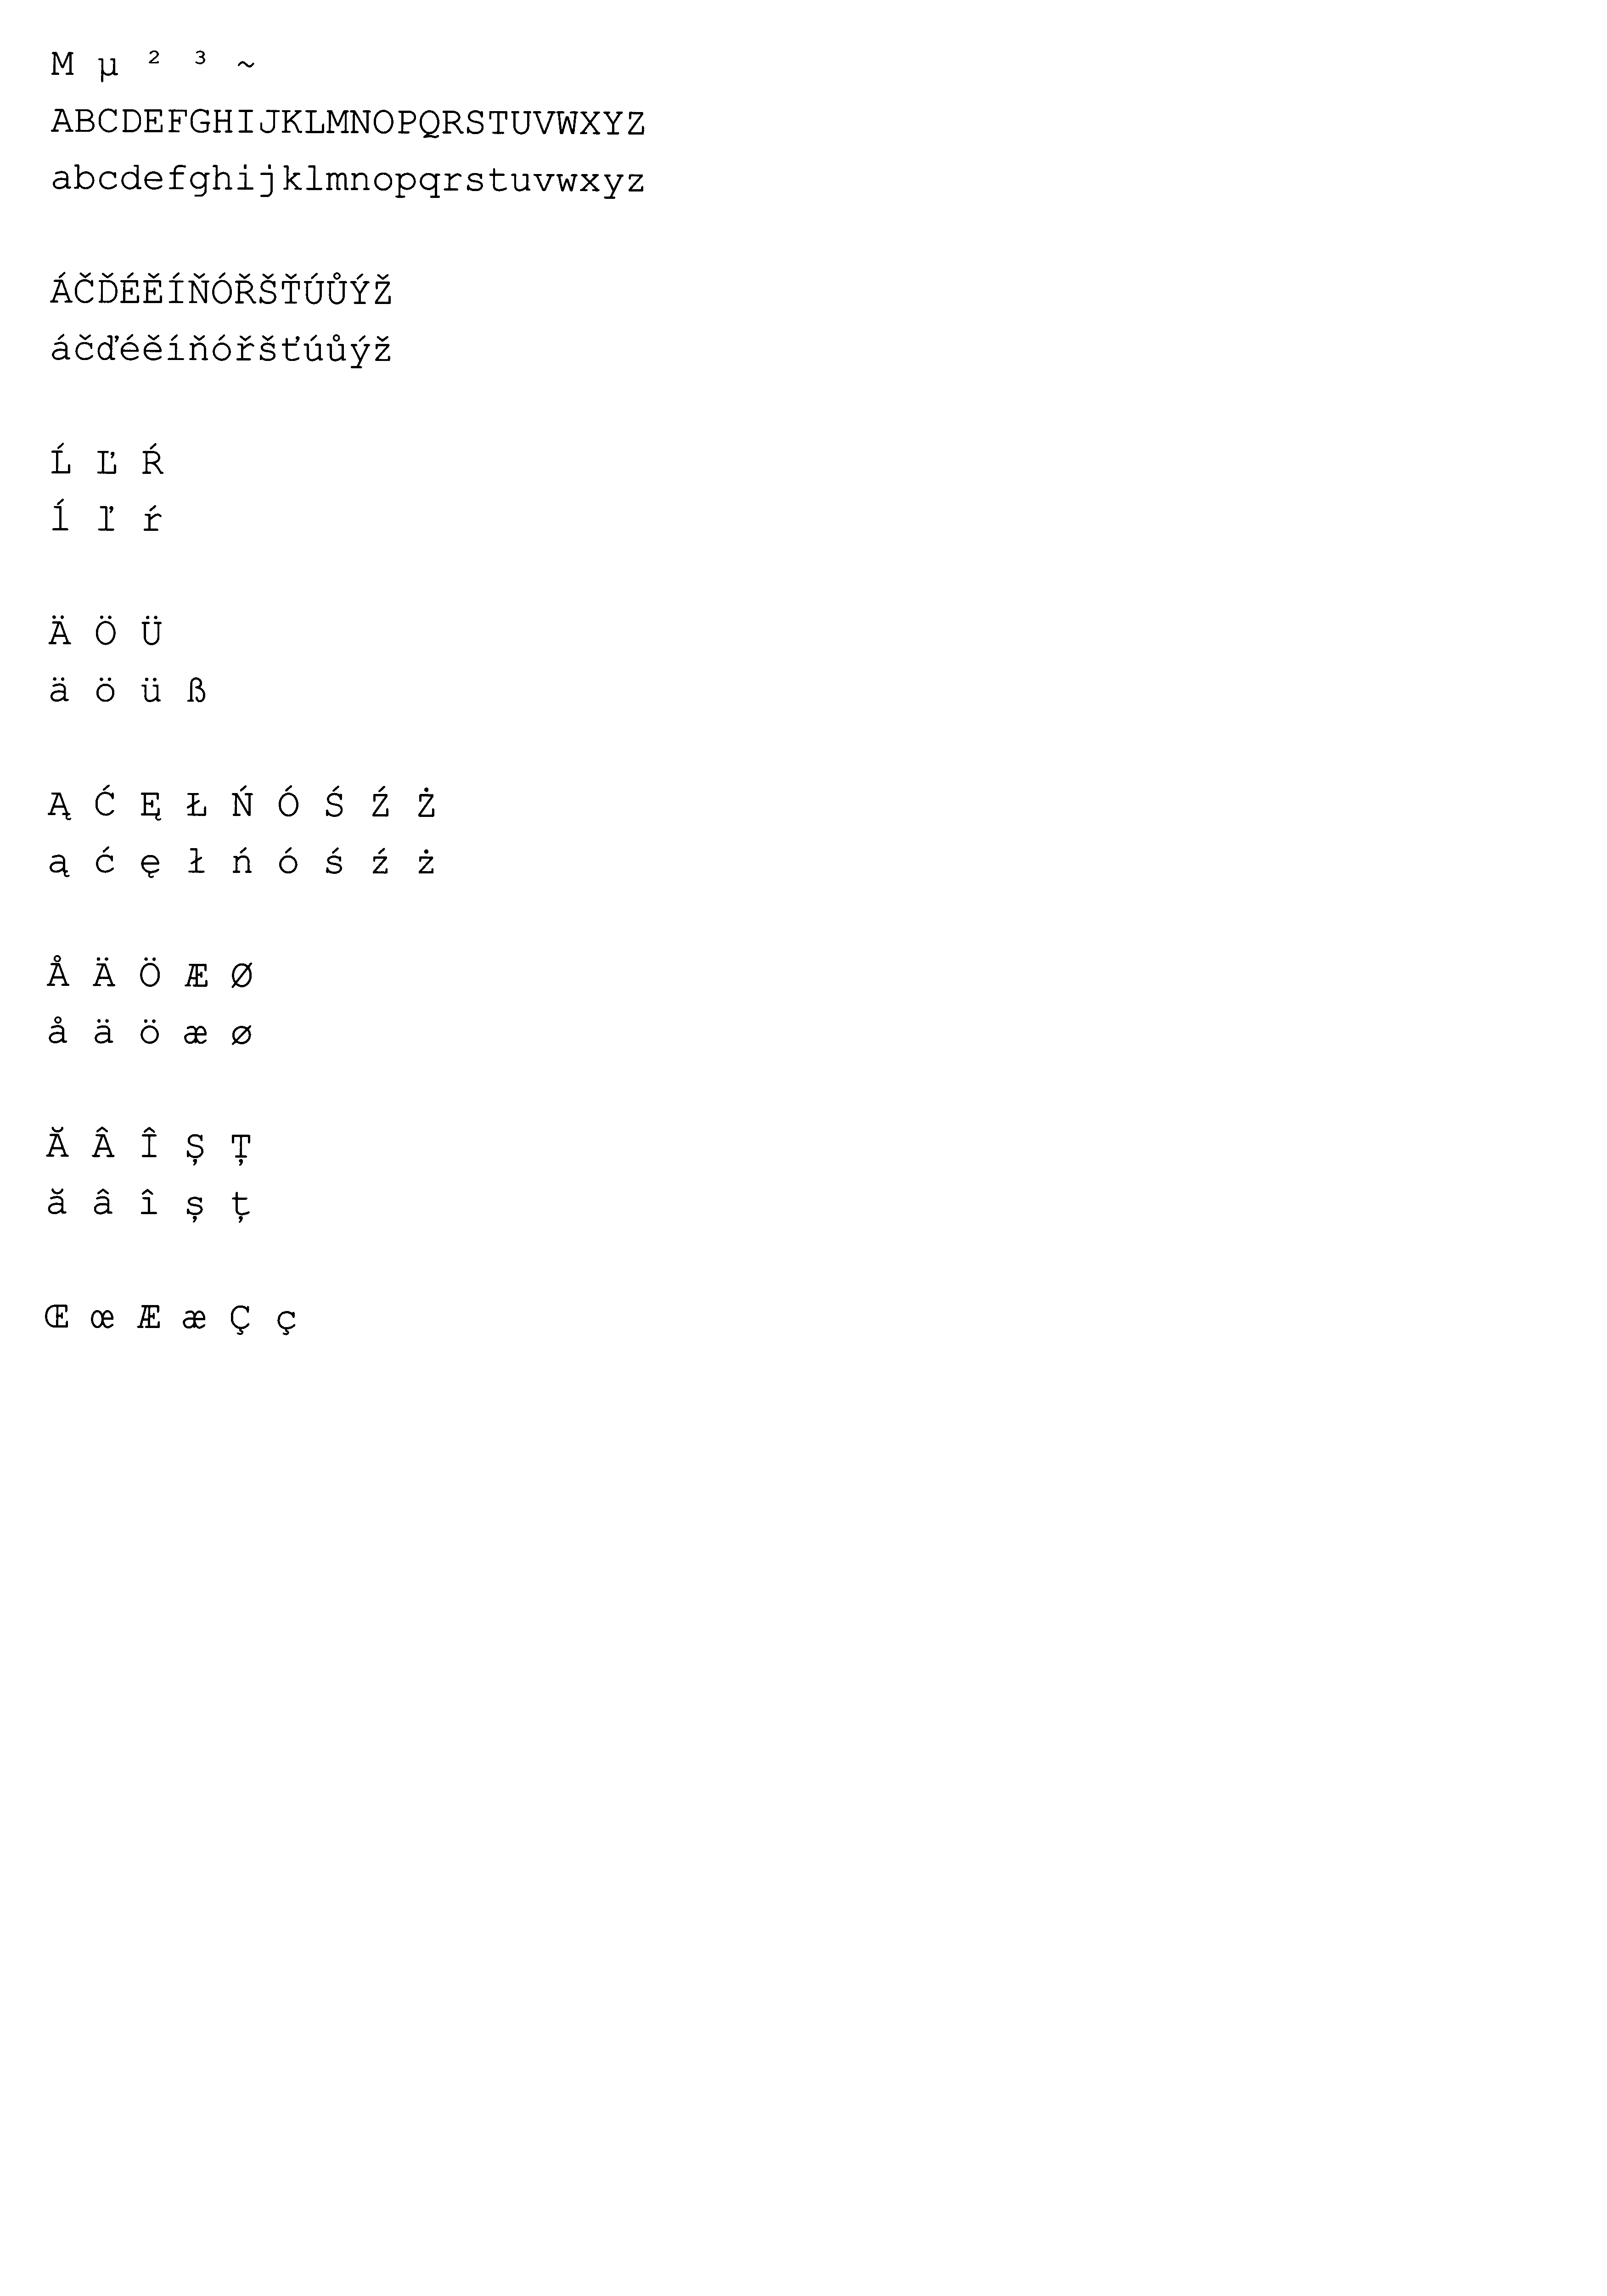 M µ ² ³ ~
ABCDEFGHIJKLMNOPQRSTUVWXYZ
abcdefghijklmnopqrstuvwxyz
ÁČĎÉĚÍŇÓŘŠŤÚŮÝŽ
áčďéěíňóřšťúůýž
Ĺ Ľ Ŕ
ĺ ľ ŕ
Ä Ö Ü
ä ö ü ß
Ą Ć Ę Ł Ń Ó Ś Ź Ż
ą ć ę ł ń ó ś ź ż
Å Ä Ö Æ Ø
å ä ö æ ø
Ă Â Î Ș Ț
ă â î ș ț
Œ œ Æ æ Ç ç